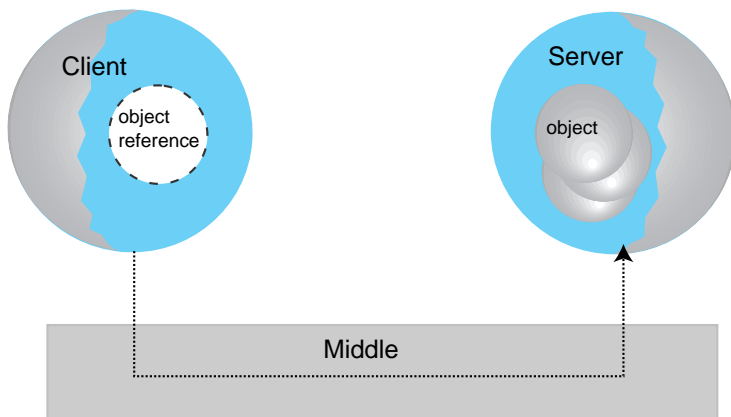 Client
object
reference
Server
object
Middle